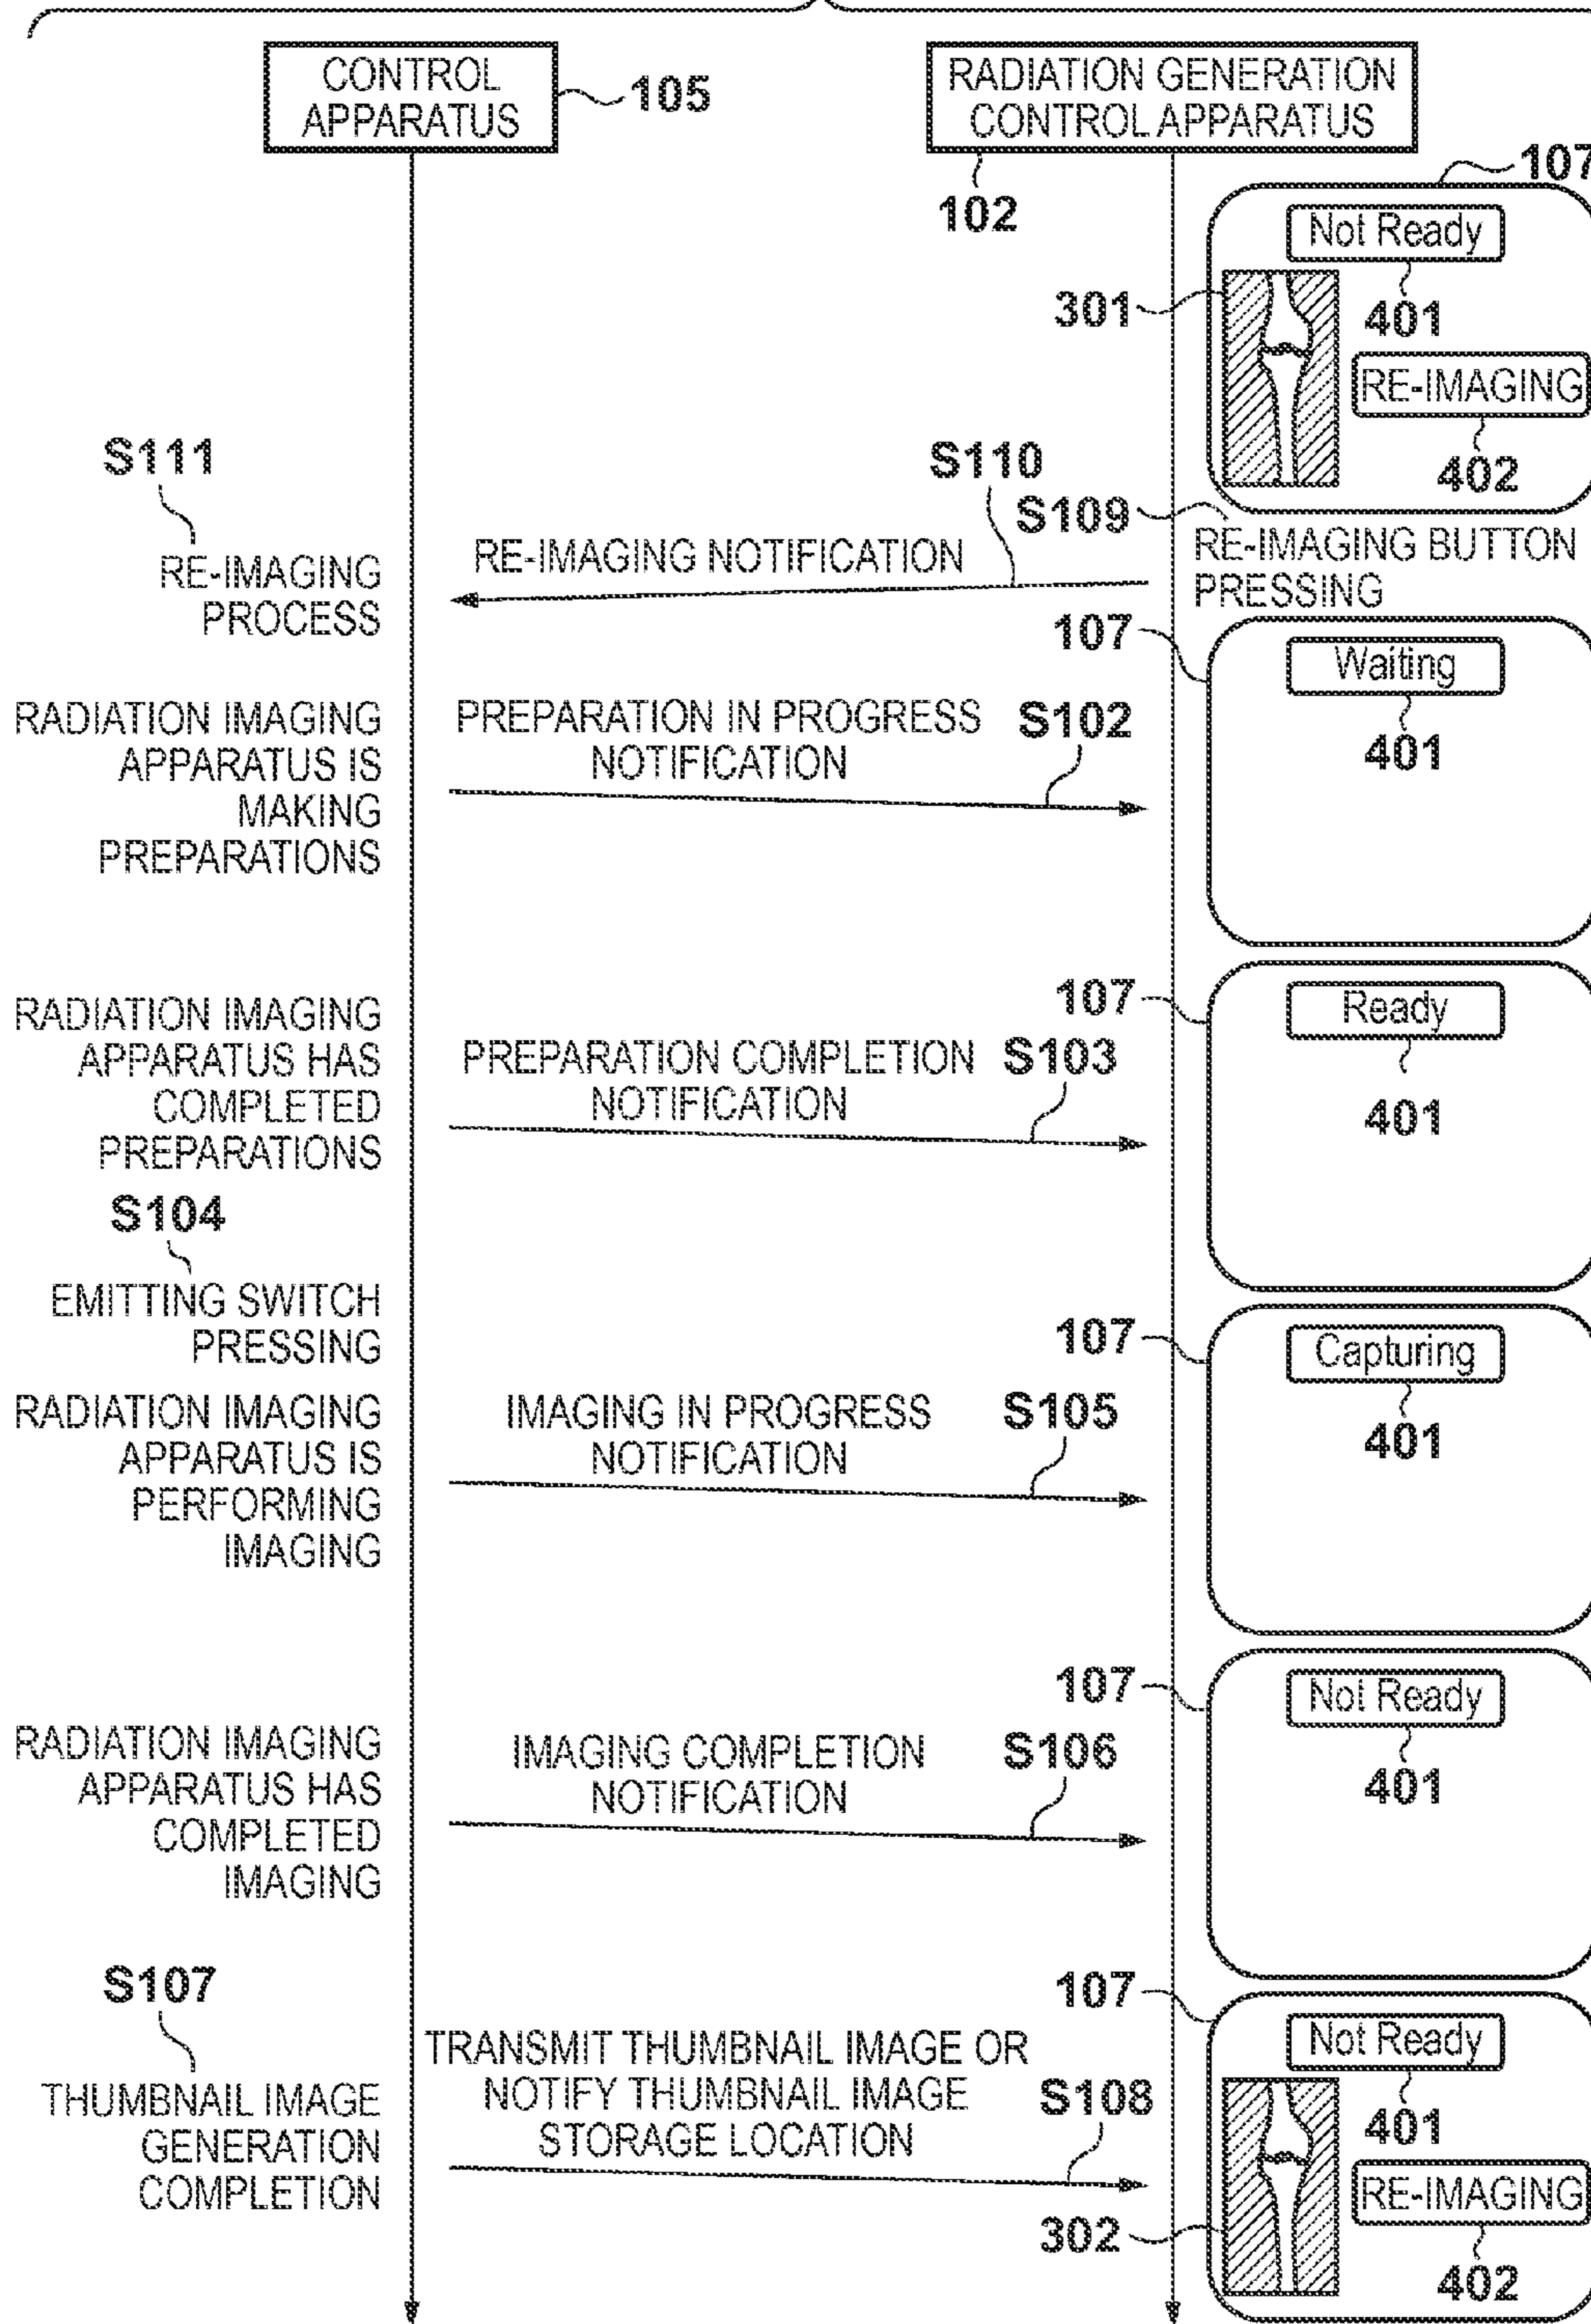 CONTROL
APPARATUS
105
RADIATION GENERATION
CONTROL APPARATUS
102
107
Not Ready
401
301
RE-IMAGING
402
S111
RE-IMAGING
PROCESS
S110
RE-IMAGING NOTIFICATION
S109
RE-IMAGING BUTTON
PRESSING
107
Waiting
401
RADIATION IMAGING
APPARATUS IS
MAKING
PREPARATIONS
PREPARATION IN PROGRESS
NOTIFICATION
S102
107
Ready
401
RADIATION IMAGING
APPARATUS HAS
COMPLETED
PREPARATIONS
PREPARATION COMPLETION
NOTIFICATION
S103
S104
EMITTING SWITCH
PRESSING
107
Capturing
401
RADIATION IMAGING
APPARATUS IS
PERFORMING
IMAGING
IMAGING IN PROGRESS
NOTIFICATION
S105
107
Not Ready
401
RADIATION IMAGING
APPARATUS HAS
COMPLETED
IMAGING
IMAGING COMPLETION
NOTIFICATION
S106
S107
THUMBNAIL IMAGE
GENERATION
COMPLETION
TRANSMIT THUMBNAIL IMAGE OR
NOTIFY THUMBNAIL IMAGE
STORAGE LOCATION
S108
107
Not Ready
401
302
RE-IMAGING
402